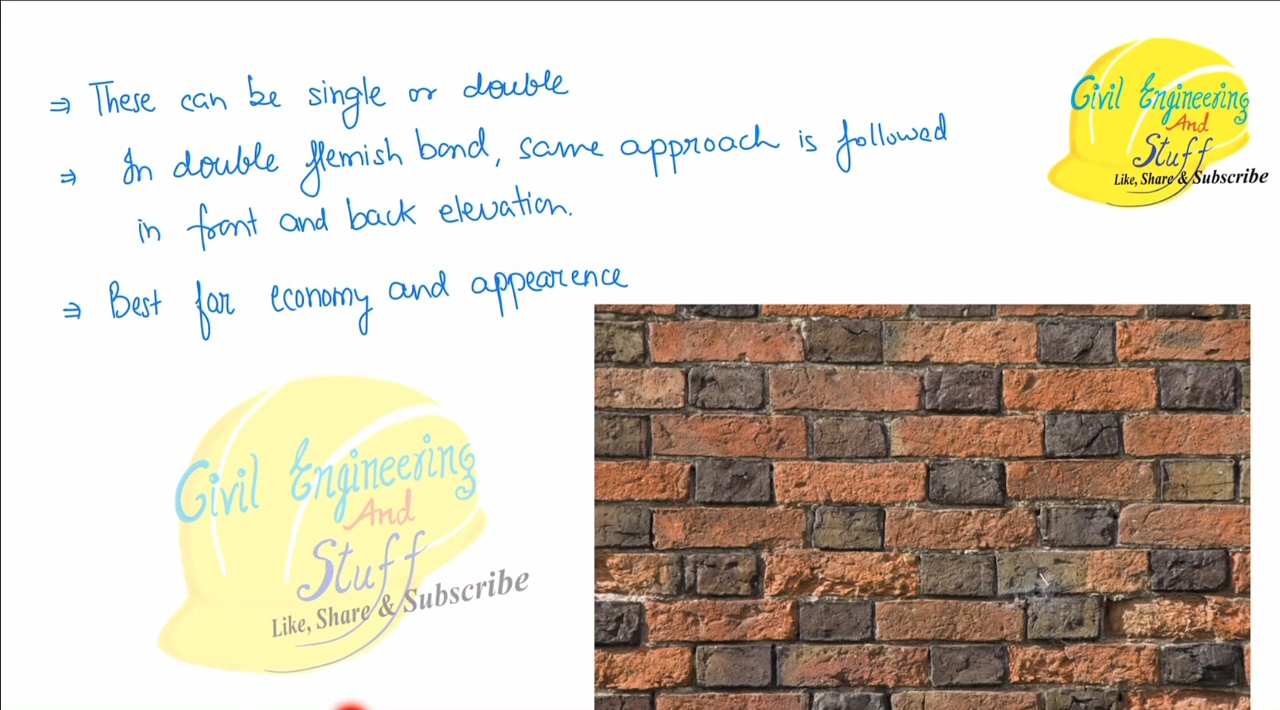 ⇒ These can be single or double
⇒ In double flemish bond, same approach is followed
in front and back elevation.
⇒ Best for economy and appearence
Civil Engineering
And
Stuff
Like, Share & Subscribe
Civil Engineering
And
Stuff
Like, Share & Subscribe